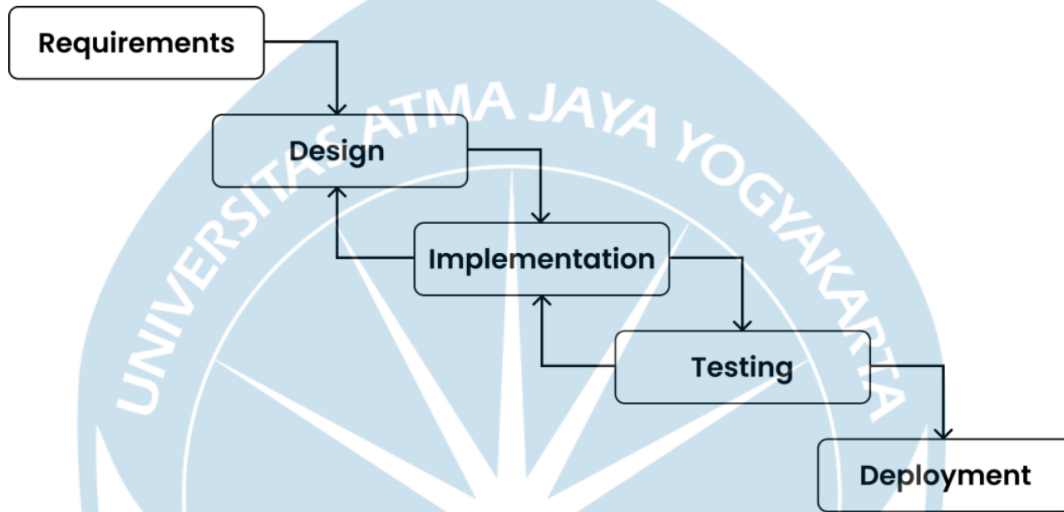 Requirements
UNIVERSITAS ATMA JAYA YOGYAKARTA
Design
Implementation
Testing
Deployment